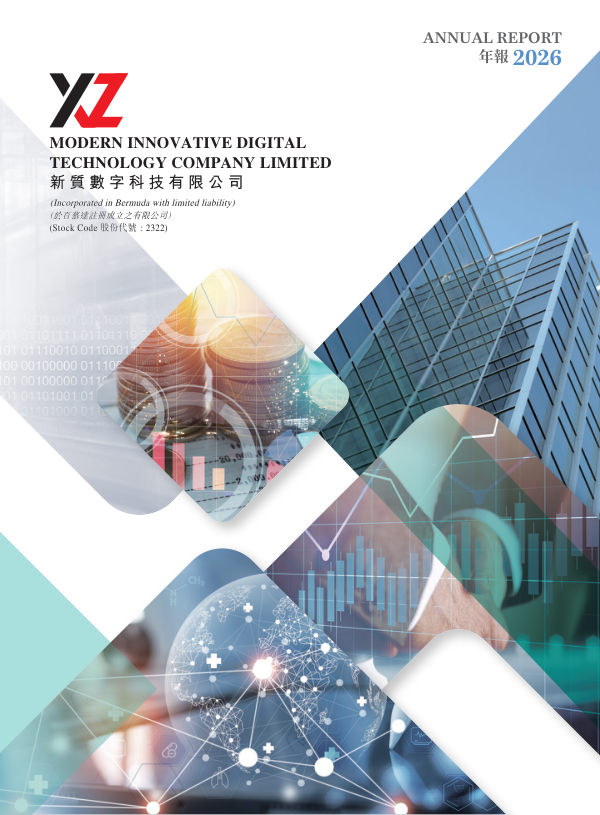 ANNUAL REPORT
年報 2026
XZ
MODERN INNOVATIVE DIGITAL
TECHNOLOGY COMPANY LIMITED
新質數字科技有限公司
(Incorporated in Bermuda with limited liability)
(於百慕達註冊成立之有限公司)
(Stock Code 股份代號 : 2322)